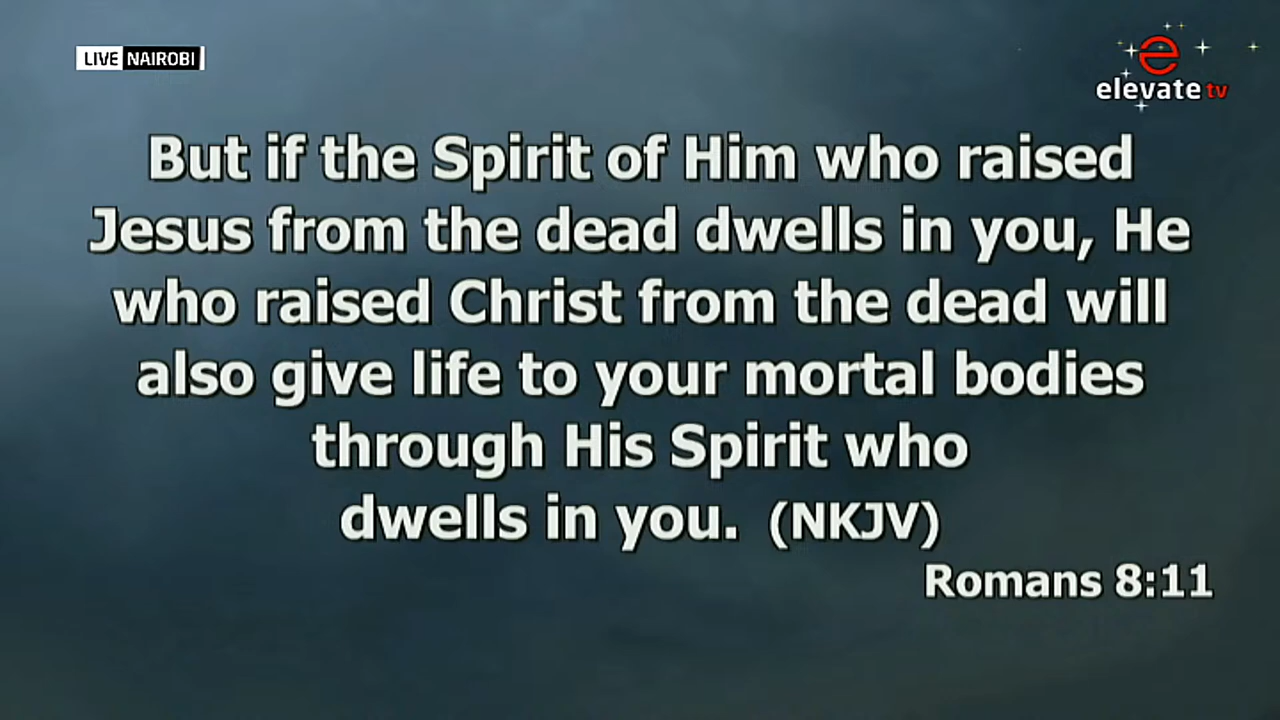 LIVE NAIROBI
e
elevate tv
But if the Spirit of Him who raised
Jesus from the dead dwells in you, He
who raised Christ from the dead will
also give life to your mortal bodies
through His Spirit who
dwells in you. (NKJV)
Romans 8:11